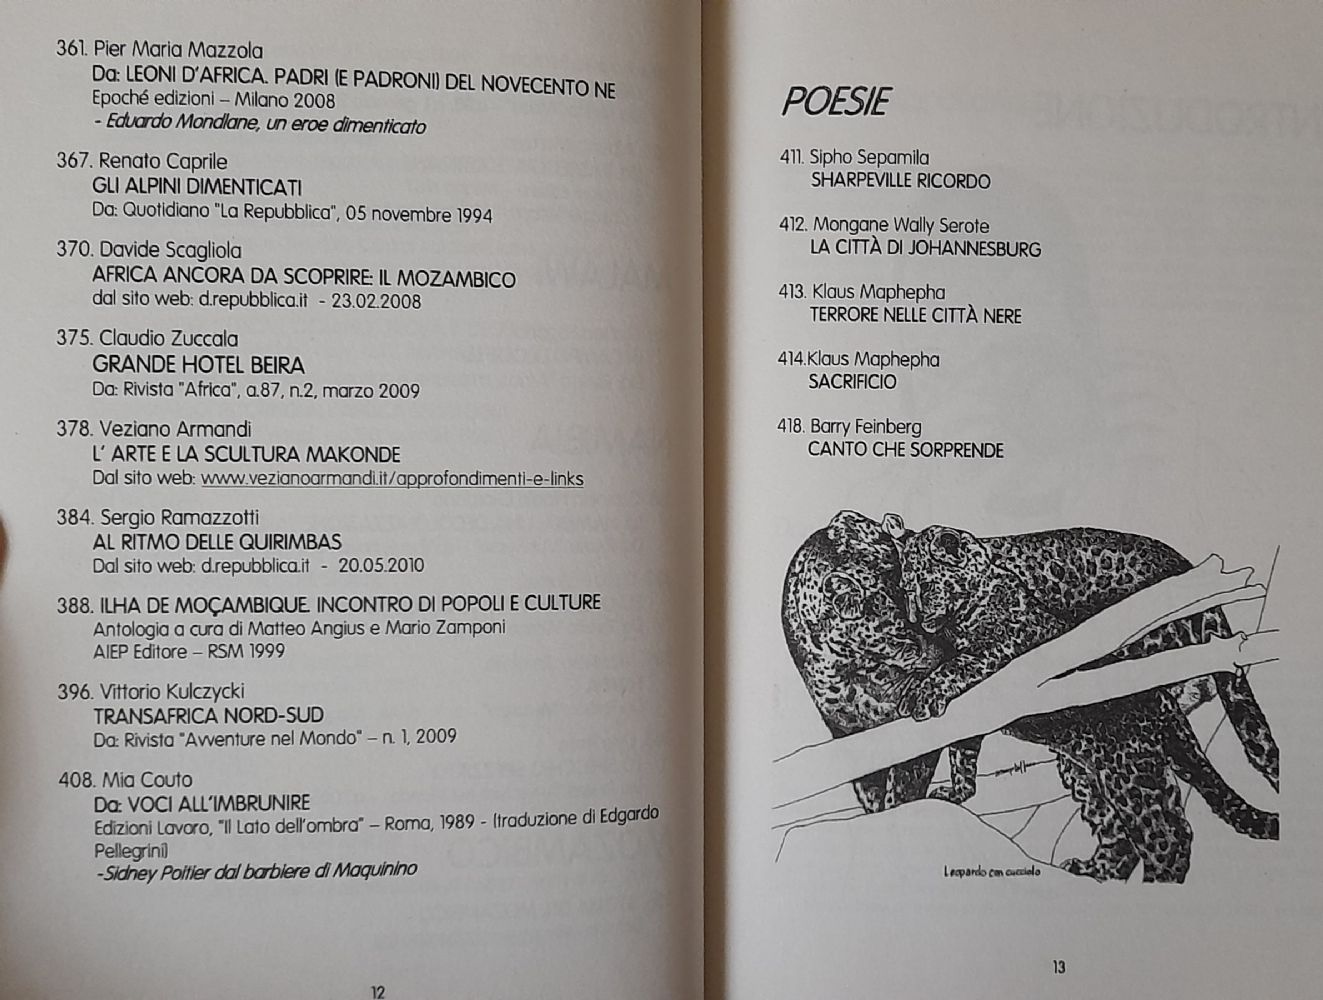 361. Pier Maria Mazzola
Da: LEONI D'AFRICA. PADRI (E PADRONI) DEL NOVECENTO NE
Epoché edizioni – Milano 2008
- Eduardo Mondlane, un eroe dimenticato
367. Renato Caprile
GLI ALPINI DIMENTICATI
Da: Quotidiano "La Repubblica", 05 novembre 1994
370. Davide Scagliola
AFRICA ANCORA DA SCOPRIRE: IL MOZAMBICO
dal sito web: d.repubblica.it - 23.02.2008
375. Claudio Zuccala
GRANDE HOTEL BEIRA
Da: Rivista "Africa", a.87, n.2, marzo 2009
378. Veziano Armandi
L' ARTE E LA SCULTURA MAKONDE
Dal sito web: www.vezianoarmandi.it/approfondimenti-e-links
384. Sergio Ramazzotti
AL RITMO DELLE QUIRIMBAS
Dal sito web: d.repubblica.it - 20.05.2010
388. ILHA DE MOÇAMBIQUE. INCONTRO DI POPOLI E CULTURE
Antologia a cura di Matteo Angius e Mario Zamponi
AIEP Editore – RSM 1999
396. Vittorio Kulczycki
TRANSAFRICA NORD-SUD
Da: Rivista "Avventure nel Mondo" – n. 1, 2009
408. Mia Couto
Da: VOCI ALL'IMBRUNIRE
Edizioni Lavoro, "Il Lato dell'ombra" – Roma, 1989 - (traduzione di Edgardo
Pellegrini)
-Sidney Poitier dal barbiere di Maquinino
12
POESIE
411. Sipho Sepamila
SHARPEVILLE RICORDO
412. Mongane Wally Serote
LA CITTÀ DI JOHANNESBURG
413. Klaus Maphepha
TERRORE NELLE CITTÀ NERE
414.Klaus Maphepha
SACRIFICIO
418. Barry Feinberg
CANTO CHE SORPRENDE
Leopardo con cucciolo
13